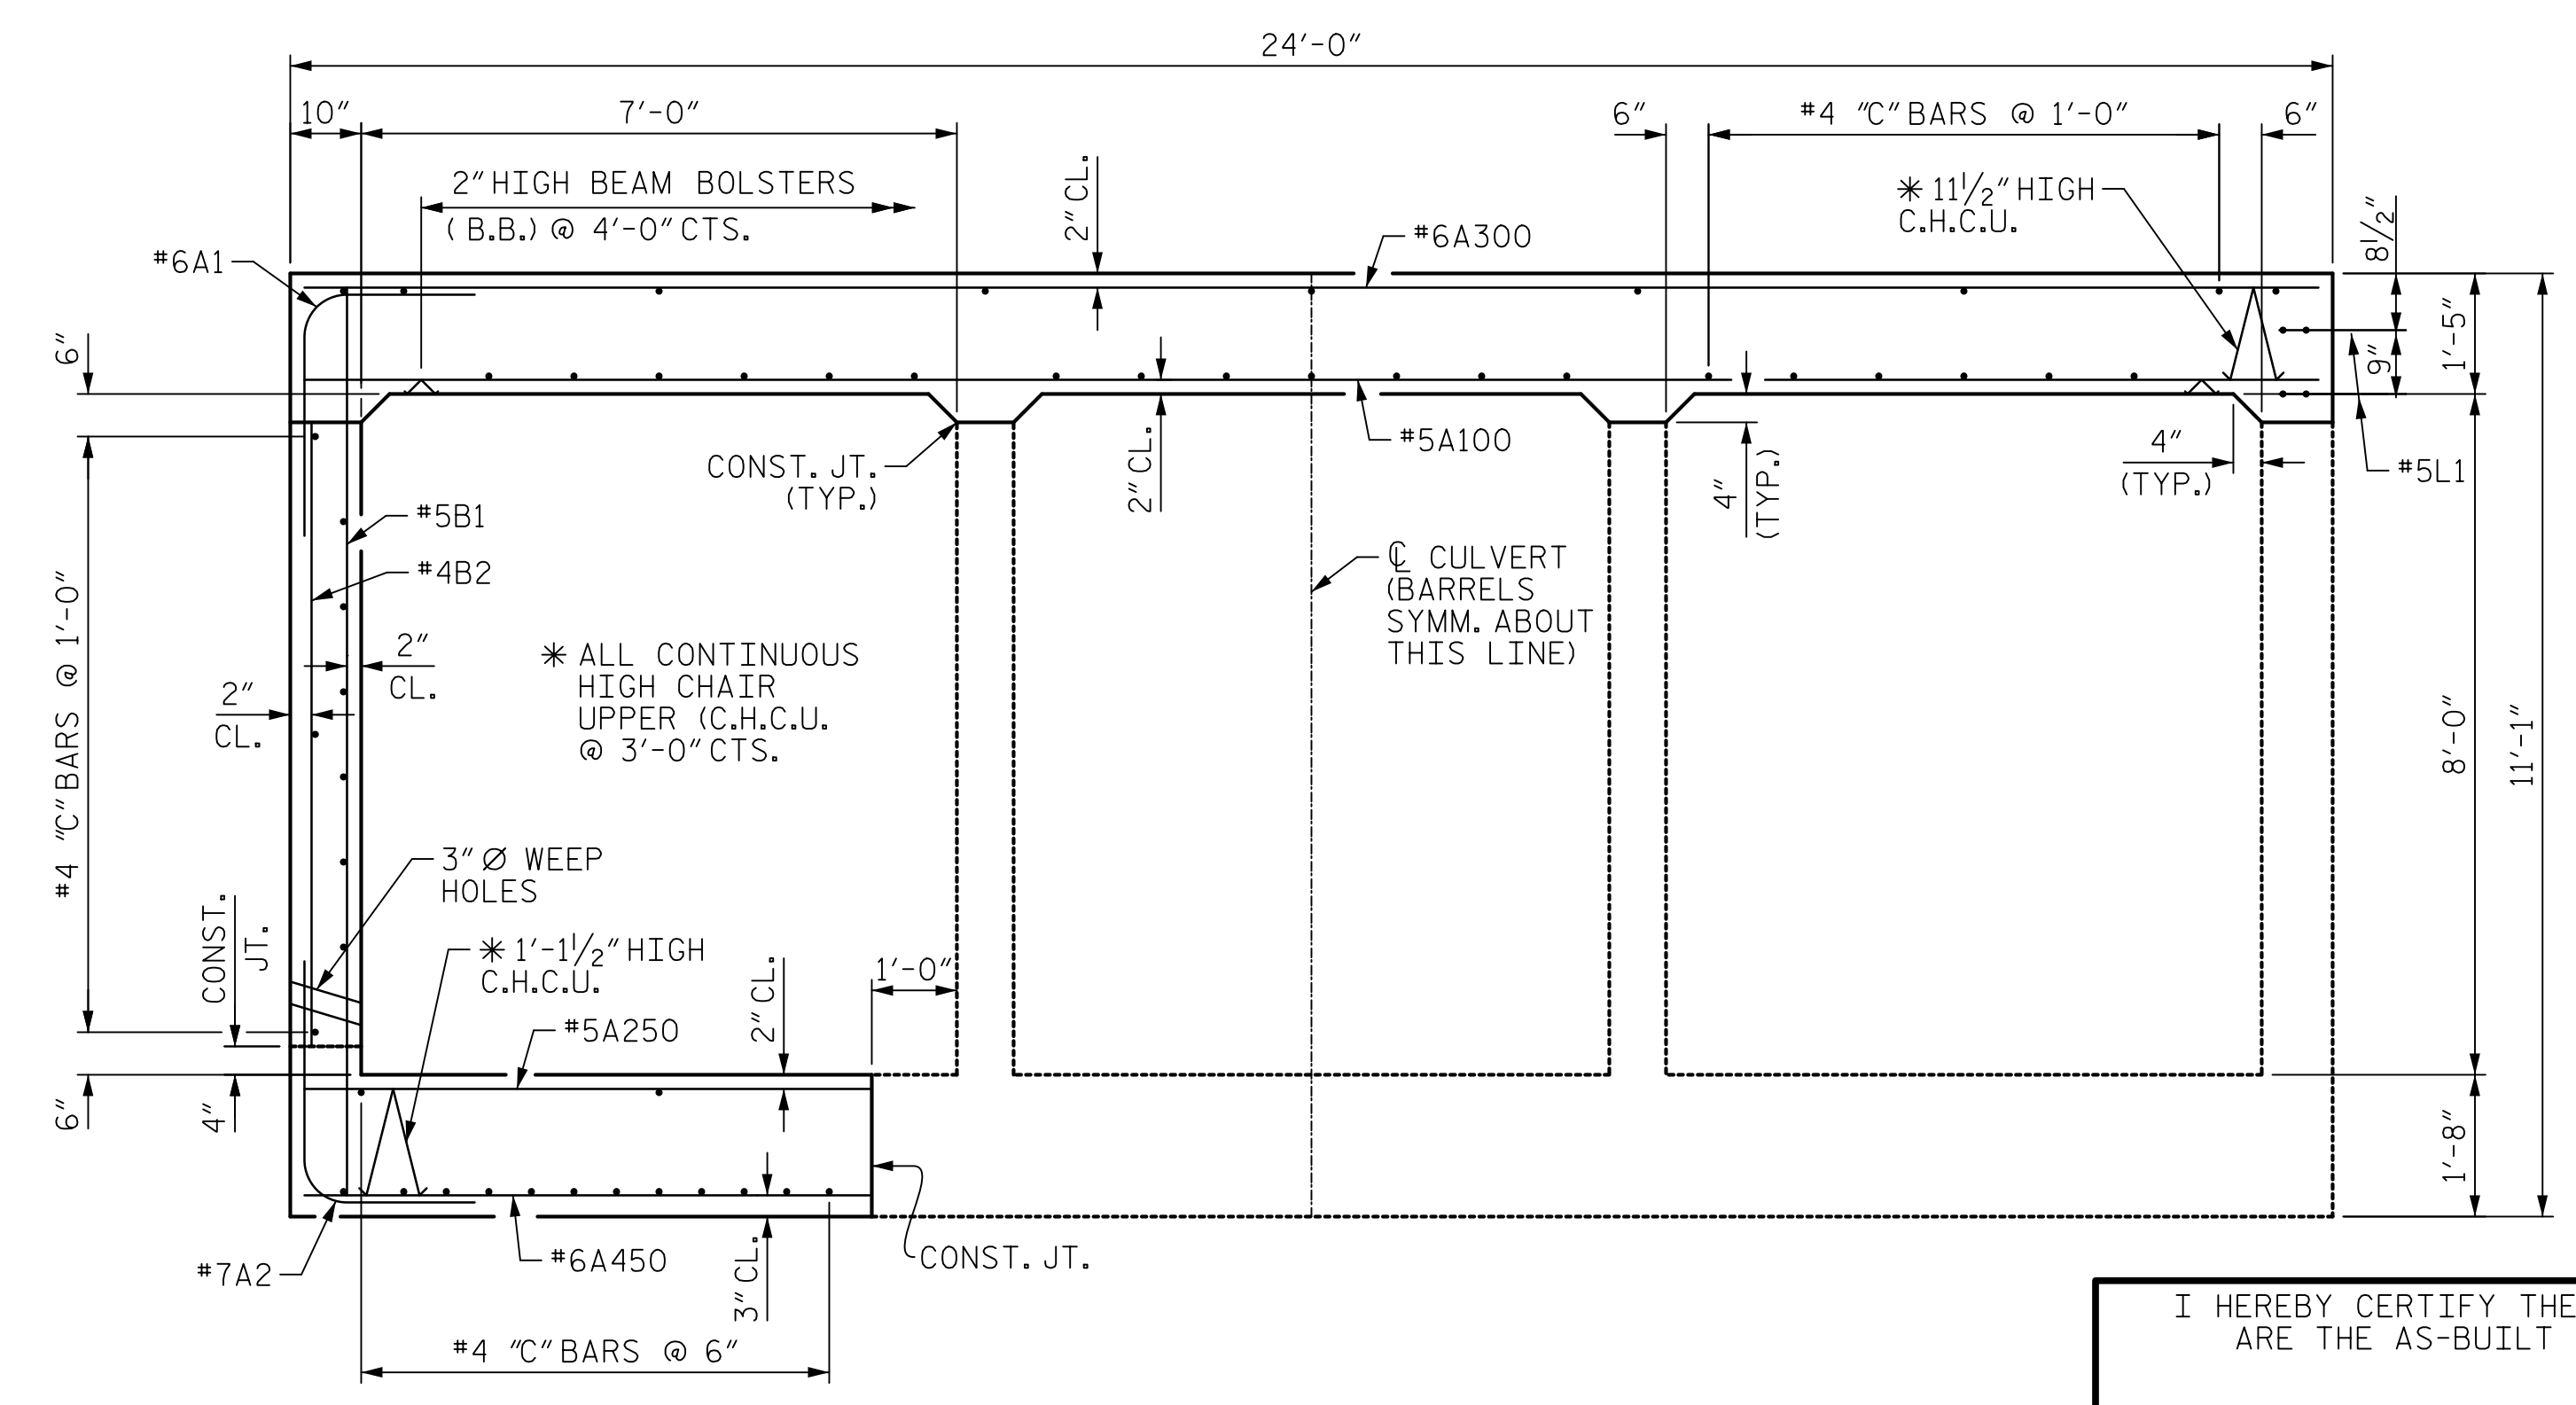 24′-0″
10″
7′-0″
6″
#4 ″C″ BARS @ 1′-0″
6″
2″ HIGH BEAM BOLSTERS
(B.B.) @ 4′-0″ CTS.
2″ CL.
✳ 11½″ HIGH
C.H.C.U.
8½″
#6A1
#6A300
6″
9″
1′-5″
CONST. JT.
(TYP.)
2″ CL.
#5A100
4″
(TYP.)
4″
(TYP.)
#5L1
#5B1
#4B2
#4 ″C″ BARS @ 1′-0″
℄ CULVERT
(BARRELS
SYMM. ABOUT
THIS LINE)
2″
CL.
2″
CL.
✳ ALL CONTINUOUS
HIGH CHAIR
UPPER (C.H.C.U.
@ 3′-0″ CTS.
8′-0″
11′-1″
3″ Ø WEEP
HOLES
CONST.
JT.
✳ 1′-1½″ HIGH
C.H.C.U.
2″ CL.
1′-0″
#5A250
6″
4″
1′-8″
#7A2
#6A450
3″ CL.
CONST. JT.
#4 ″C″ BARS @ 6″
I HEREBY CERTIFY THE
ARE THE AS-BUILT